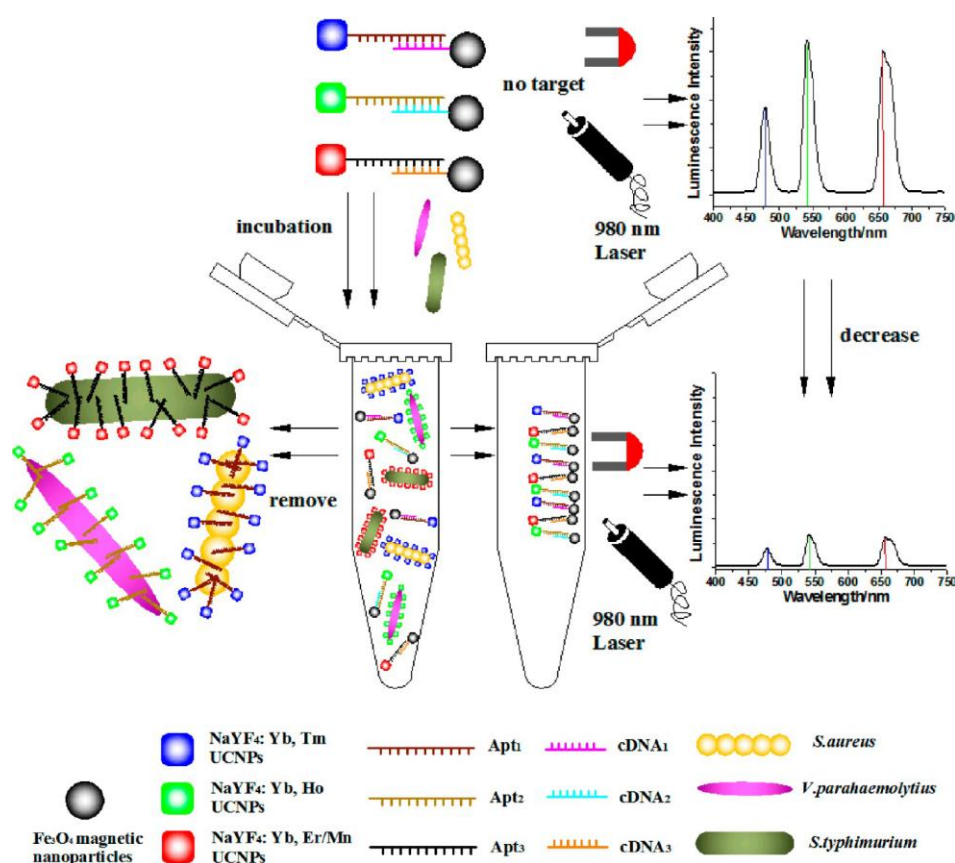 no target
980 nm
Laser
Luminescence Intensity
400 450 500 550 600 650 700 750
Wavelength/nm
incubation
decrease
remove
980 nm
Laser
Luminescence Intensity
400 450 500 550 600 650 700 750
Wavelength/nm
Fe3O4 magnetic
nanoparticles
NaYF4: Yb, Tm
UCNPs
NaYF4: Yb, Ho
UCNPs
NaYF4: Yb, Er/Mn
UCNPs
Apt1
Apt2
Apt3
cDNA1
cDNA2
cDNA3
S.aureus
V.parahaemolytius
S.typhimurium